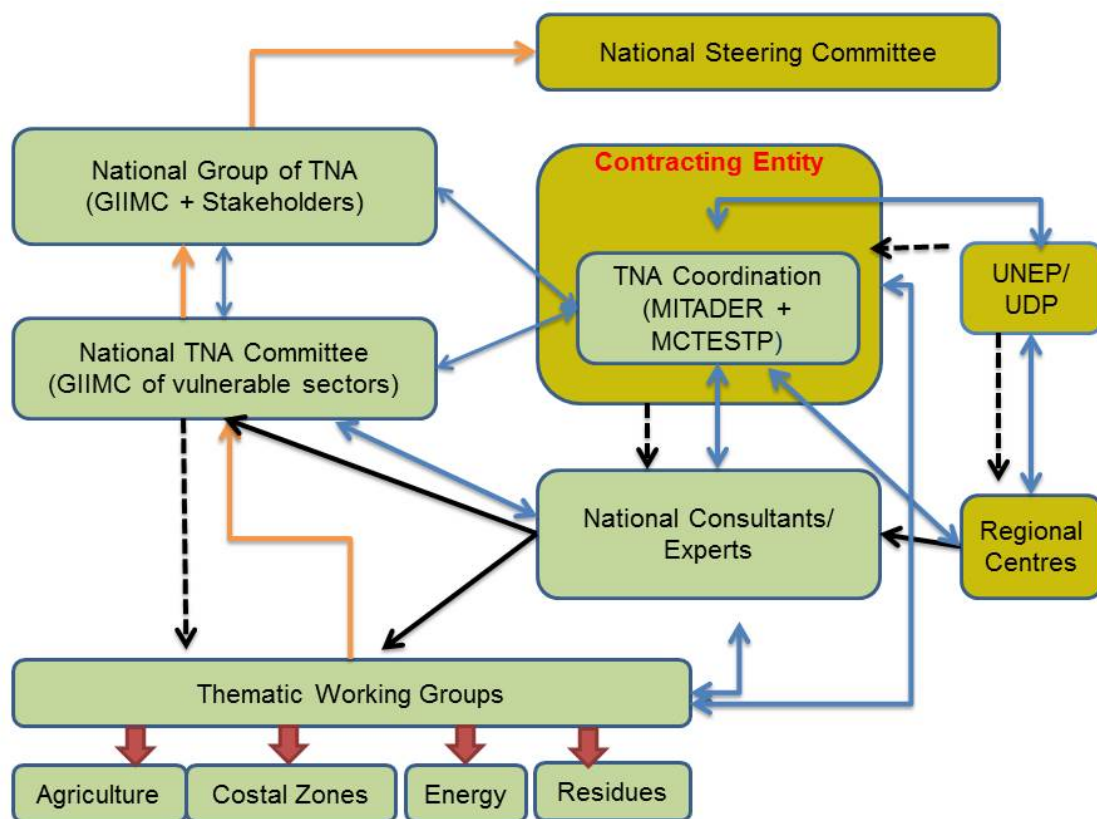 National Steering Committee
National Group of TNA
(GIIMC + Stakeholders)
Contracting Entity
TNA Coordination
(MITADER +
MCTESTP)
UNEP/
UDP
National TNA Committee
(GIIMC of vulnerable sectors)
National Consultants/
Experts
Regional
Centres
Thematic Working Groups
Agriculture
Costal Zones
Energy
Residues